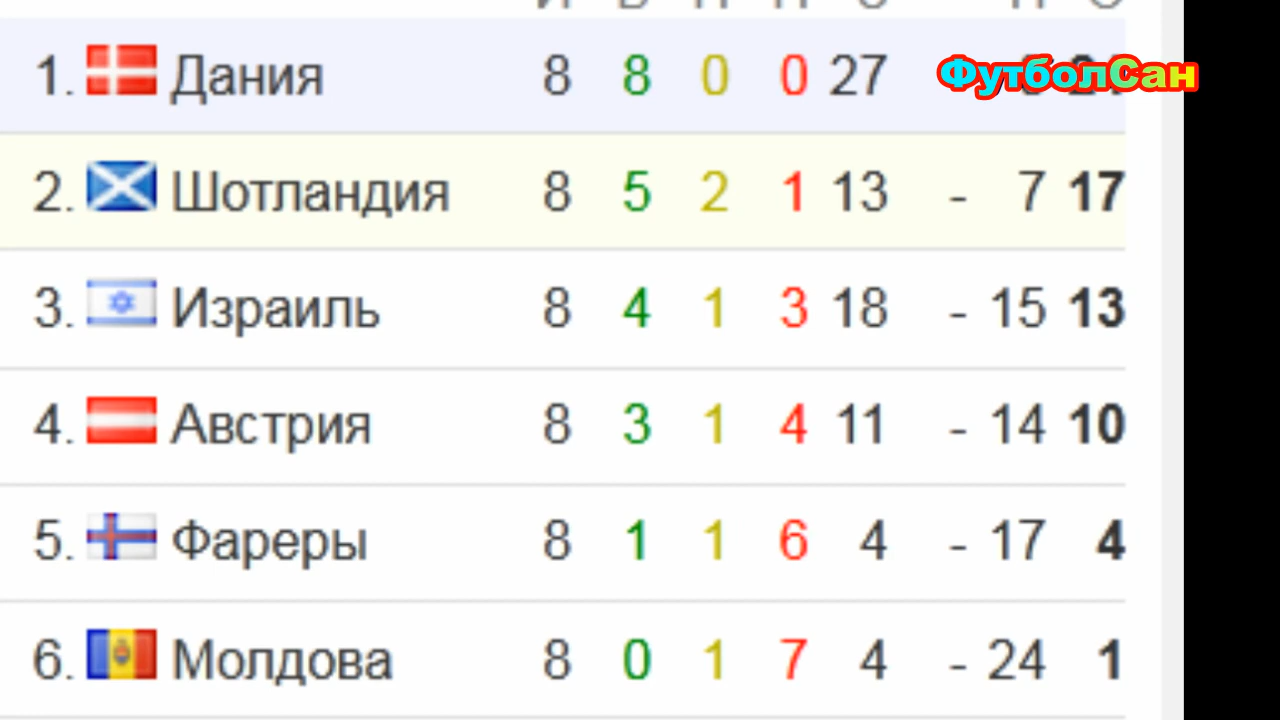 1. Дания 8 8 0 0 27
ФутболСан
2. Шотландия 8 5 2 1 13 - 7 17
3. Израиль 8 4 1 3 18 - 15 13
4. Австрия 8 3 1 4 11 - 14 10
5. Фареры 8 1 1 6 4 - 17 4
6. Молдова 8 0 1 7 4 - 24 1